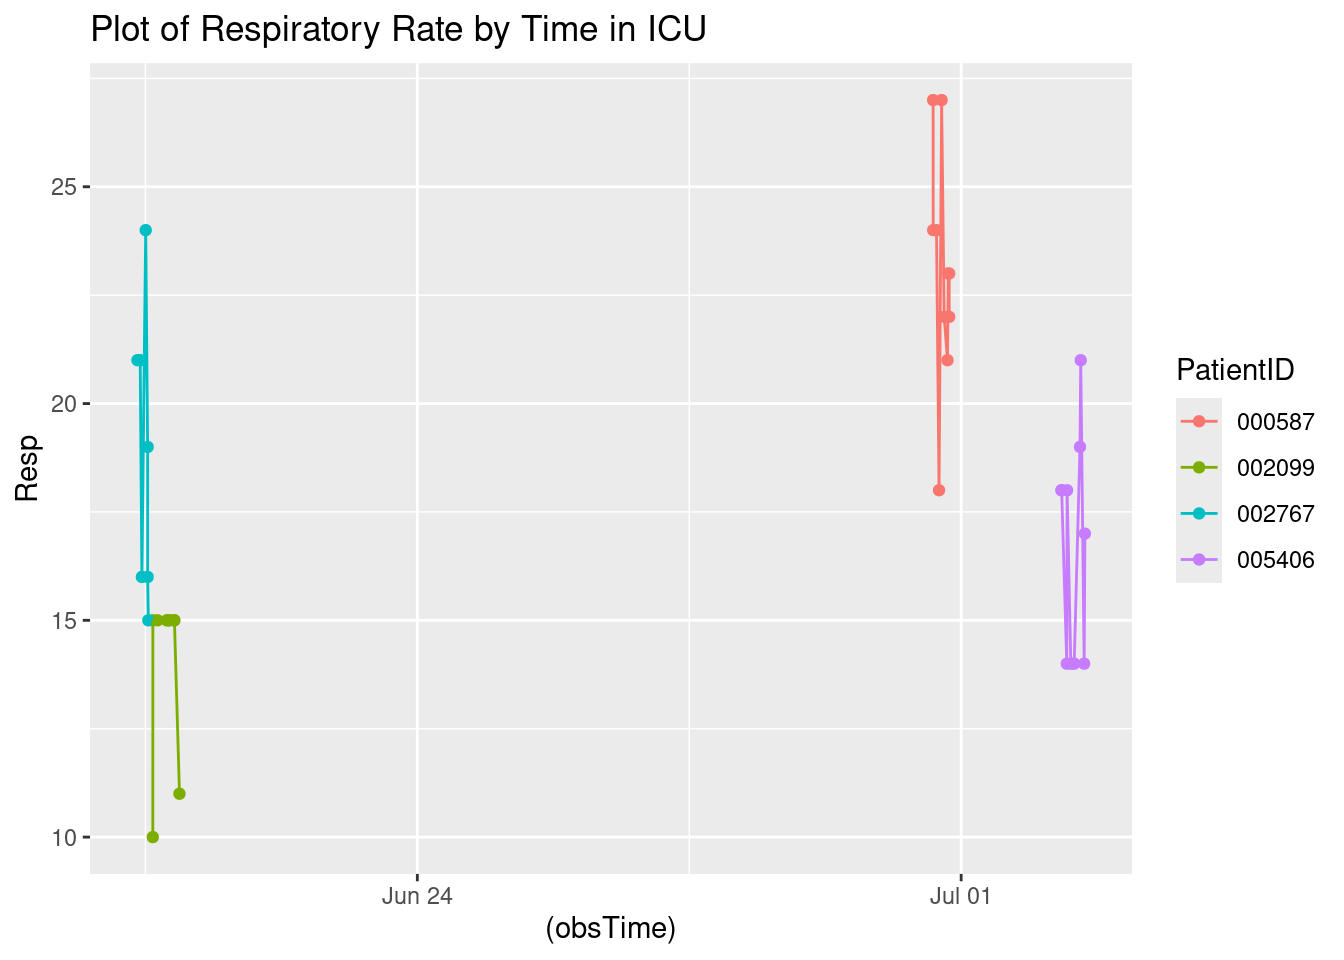 Plot of Respiratory Rate by Time in ICU
25
20
15
10
Resp
Jun 24
Jul 01
(obsTime)
PatientID
000587
002099
002767
005406